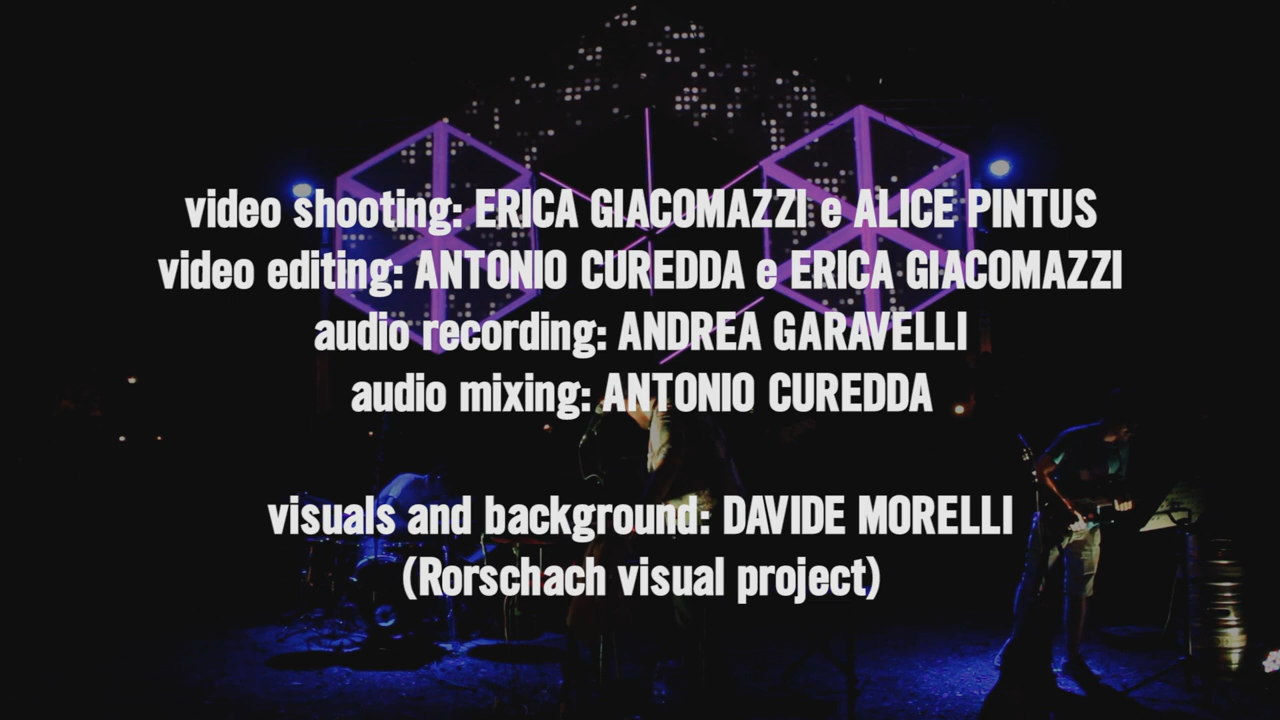 video shooting: ERICA GIACOMAZZI e ALICE PINTUS
video editing: ANTONIO CUREDDA e ERICA GIACOMAZZI
audio recording: ANDREA GARAVELLI
audio mixing: ANTONIO CUREDDA
visuals and background: DAVIDE MORELLI
(Rorschach visual project)